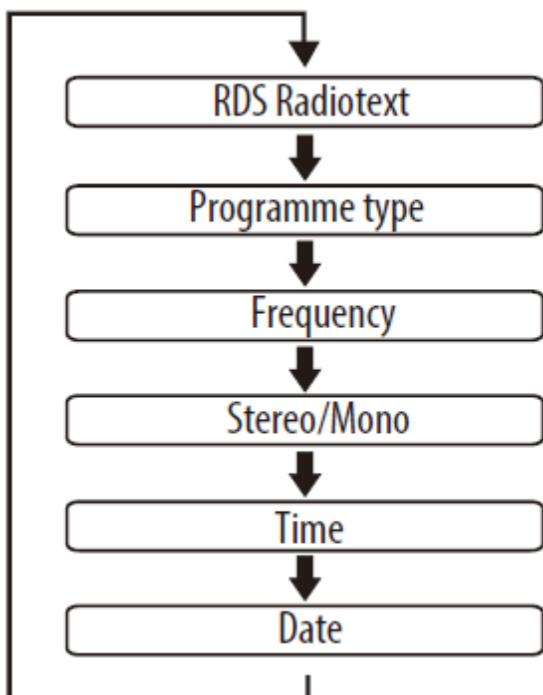 RDS Radiotext
Programme type
Frequency
Stereo/Mono
Time
Date